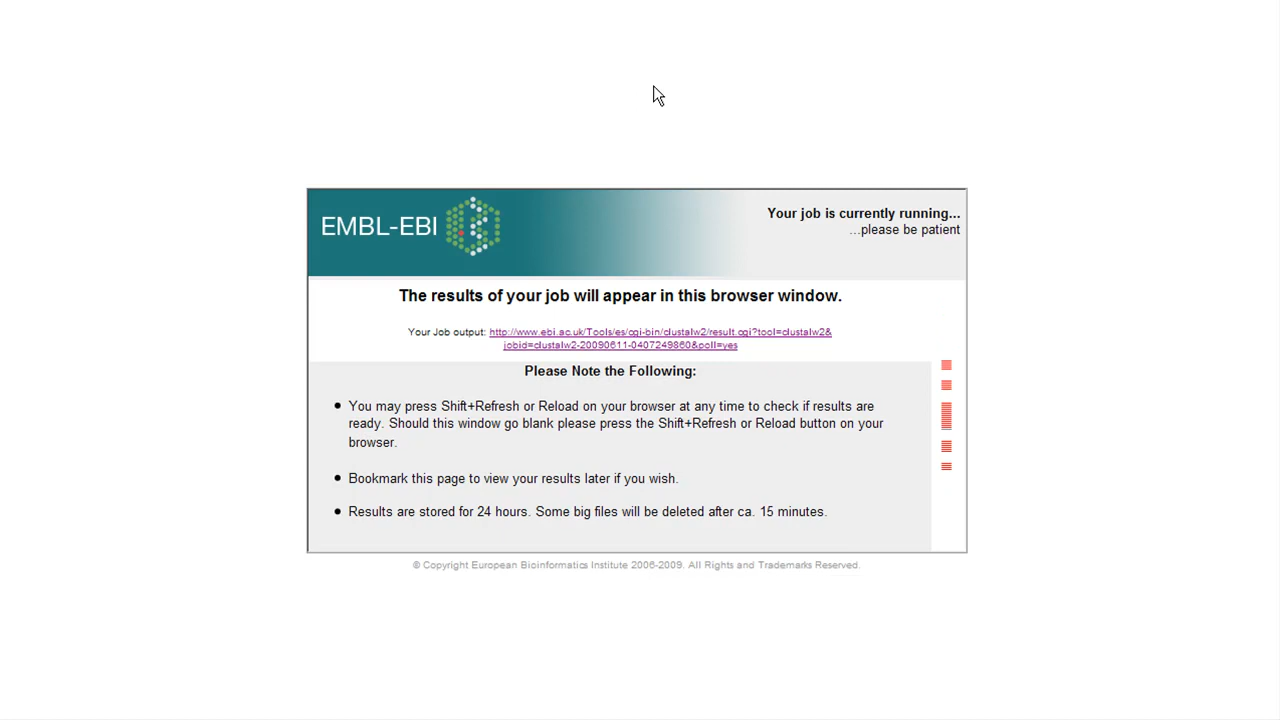 EMBL-EBI
Your job is currently running...
...please be patient
The results of your job will appear in this browser window.
Your Job output: http://www.ebi.ac.uk/Tools/es/cgi-bin/clustalw2/result.cgi?tool=clustalw2&
jobid=clustalw2-20090611-0407249860&poll=yes
Please Note the Following:
● You may press Shift+Refresh or Reload on your browser at any time to check if results are
ready. Should this window go blank please press the Shift+Refresh or Reload button on your
browser.
● Bookmark this page to view your results later if you wish.
● Results are stored for 24 hours. Some big files will be deleted after ca. 15 minutes.
© Copyright European Bioinformatics Institute 2006-2009. All Rights and Trademarks Reserved.